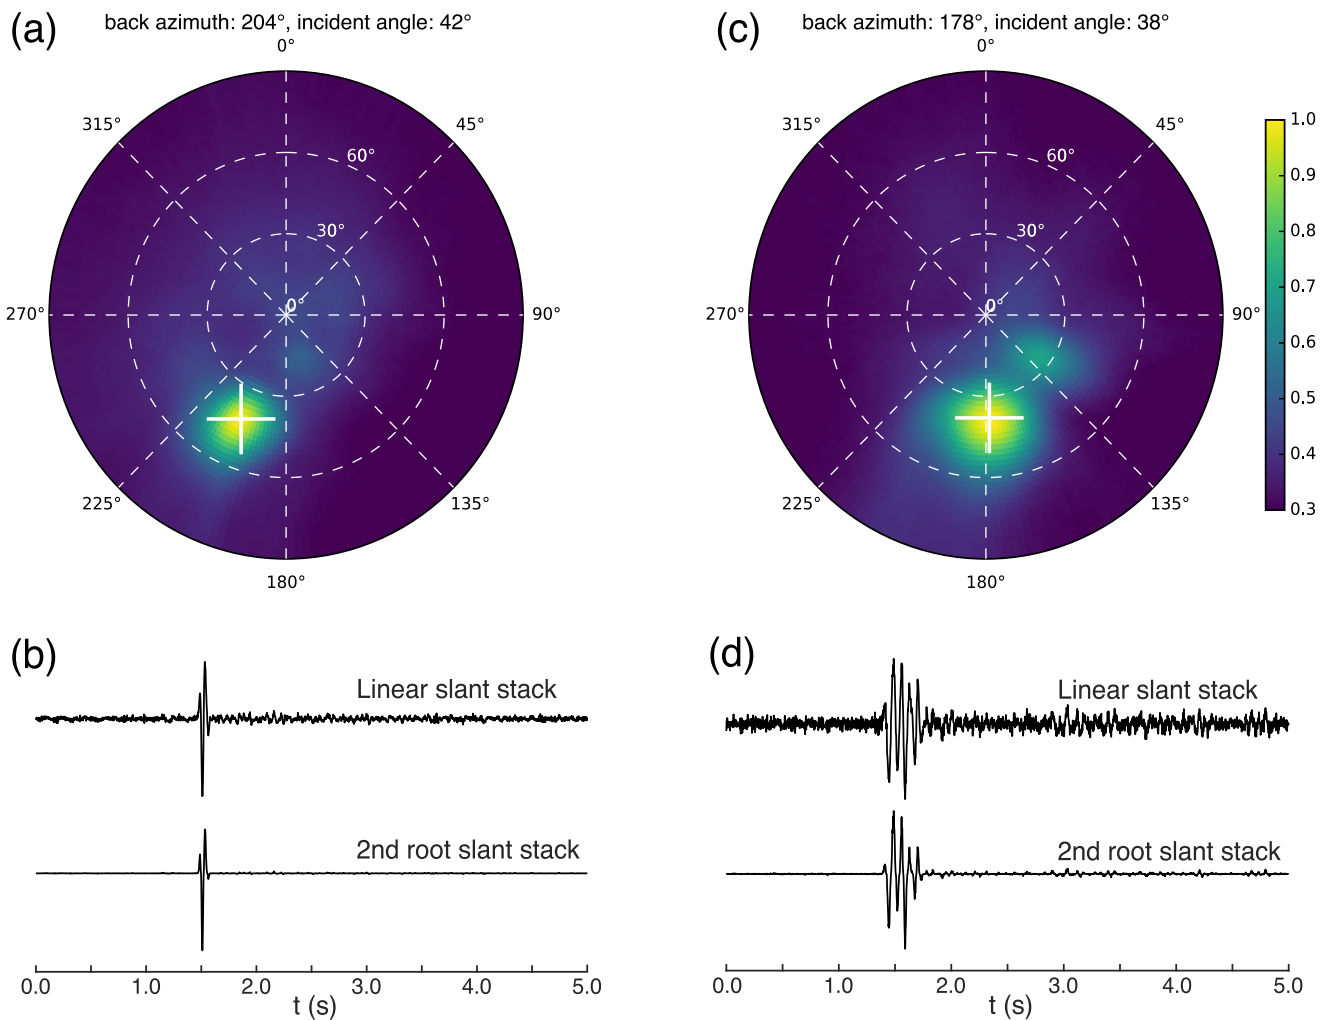 (a)
back azimuth: 204°, incident angle: 42°
0°
315°
45°
60°
30°
0°
270°
90°
225°
135°
180°
(c)
back azimuth: 178°, incident angle: 38°
0°
315°
45°
60°
30°
0°
270°
90°
225°
135°
180°
1.0
0.9
0.8
0.7
0.6
0.5
0.4
0.3
(b)
Linear slant stack
2nd root slant stack
0.0 1.0 2.0 3.0 4.0 5.0
t (s)
(d)
Linear slant stack
2nd root slant stack
0.0 1.0 2.0 3.0 4.0 5.0
t (s)